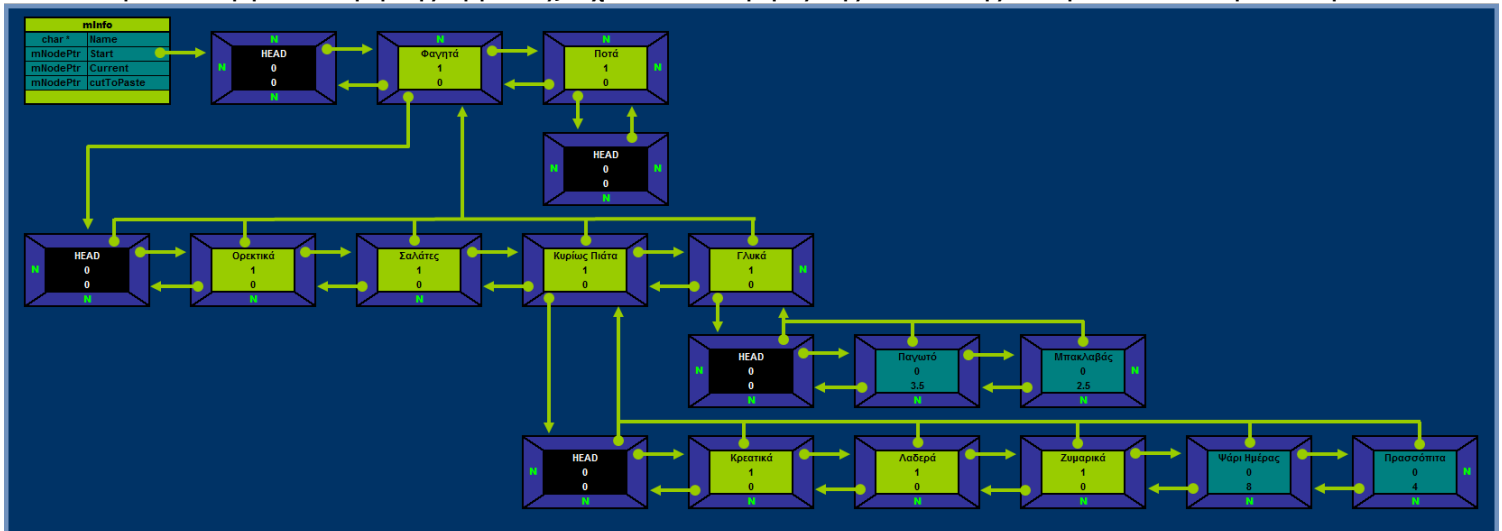 mInfo
char * Name
mNodePtr Start
mNodePtr Current
mNodePtr cutToPaste
N
HEAD
0
0
N
N
N
Φαγητά
1
0
N
Ποτά
1
0
N
HEAD
0
0
N
N
N
HEAD
0
0
N
N
Ορεκτικά
1
0
N
Σαλάτες
1
0
N
Κυρίως Πιάτα
1
0
Γλυκά
1
0
N
HEAD
0
0
N
N
Παγωτό
0
3.5
N
Μπακλαβάς
0
2.5
N
N
HEAD
0
0
N
N
Κρεατικά
1
0
N
Λαδερά
1
0
N
Ζυμαρικά
1
0
N
Ψάρι Ημέρας
0
8
N
Πρασσόπιτα
0
4
N
N